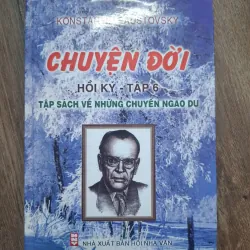 CHUYỆN ĐỜI
HỒI KÝ - TẬP 6
TẬP SÁCH VỀ NHỮNG CHUYẾN NGAO DU
NHÀ XUẤT BẢN HỘI NHÀ VĂN